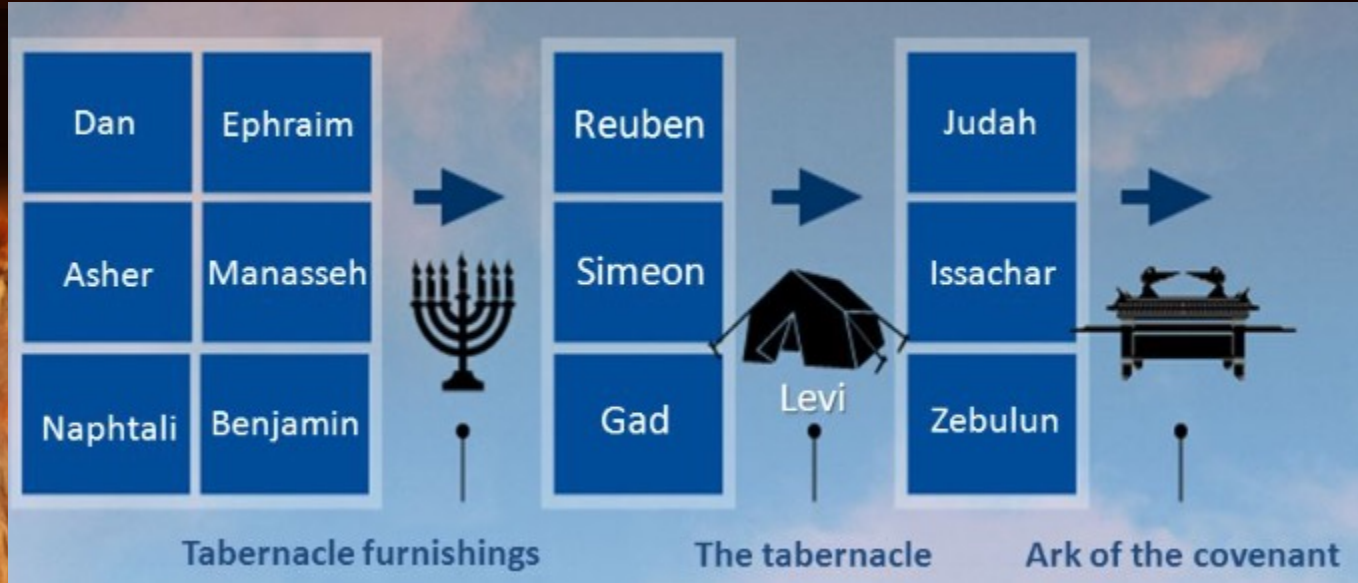 Dan Ephraim Reuben Judah
Asher Manasseh Simeon Issachar
Levi
Naphtali Benjamin Gad Zebulun
Tabernacle furnishings The tabernacle Ark of the covenant